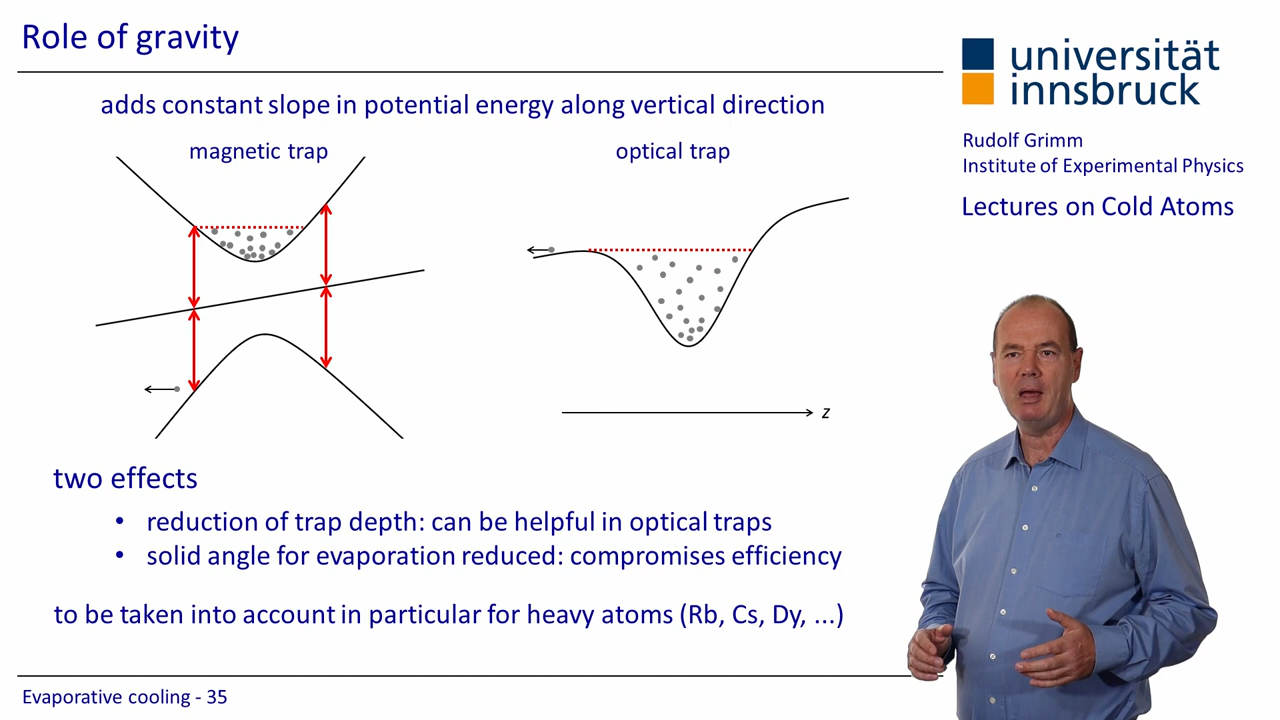 Role of gravity
universität
innsbruck
adds constant slope in potential energy along vertical direction
Rudolf Grimm
Institute of Experimental Physics
Lectures on Cold Atoms
magnetic trap
optical trap
z
two effects
• reduction of trap depth: can be helpful in optical traps
• solid angle for evaporation reduced: compromises efficiency
to be taken into account in particular for heavy atoms (Rb, Cs, Dy, ...)
Evaporative cooling - 35